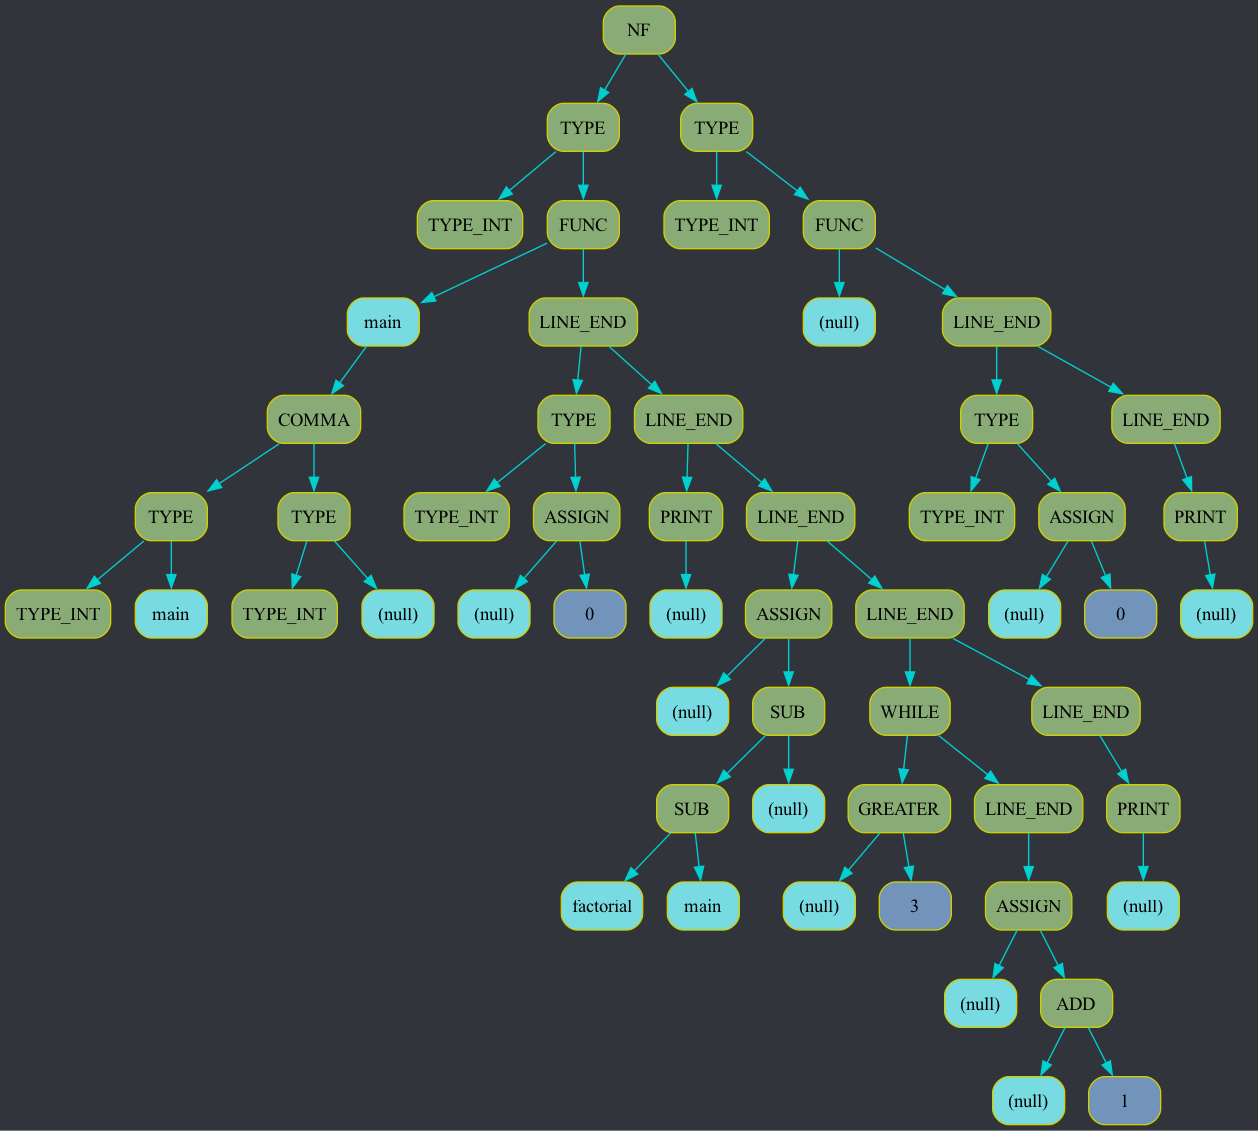 NF
TYPE TYPE
TYPE_INT FUNC TYPE_INT FUNC
main LINE_END (null) LINE_END
COMMA TYPE LINE_END TYPE LINE_END
TYPE TYPE TYPE_INT ASSIGN PRINT LINE_END TYPE_INT ASSIGN PRINT
TYPE_INT main TYPE_INT (null) (null) 0 (null) ASSIGN LINE_END (null) 0 (null)
(null) SUB WHILE LINE_END
SUB (null) GREATER LINE_END PRINT
factorial main (null) 3 ASSIGN (null)
(null) ADD
(null) 1